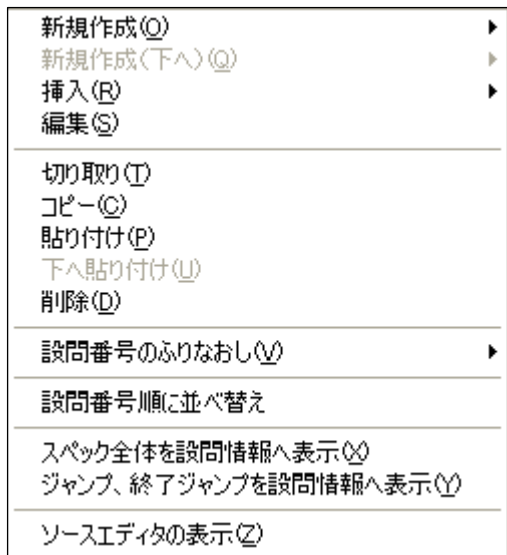 新規作成(O)
新規作成(下へ)(Q)
挿入(R)
編集(S)
切り取り(T)
コピー(C)
貼り付け(P)
下へ貼り付け(U)
削除(D)
設問番号のふりなおし(V)
設問番号順に並べ替え
スペック全体を設問情報へ表示(X)
ジャンプ、終了ジャンプを設問情報へ表示(Y)
ソースエディタの表示(Z)